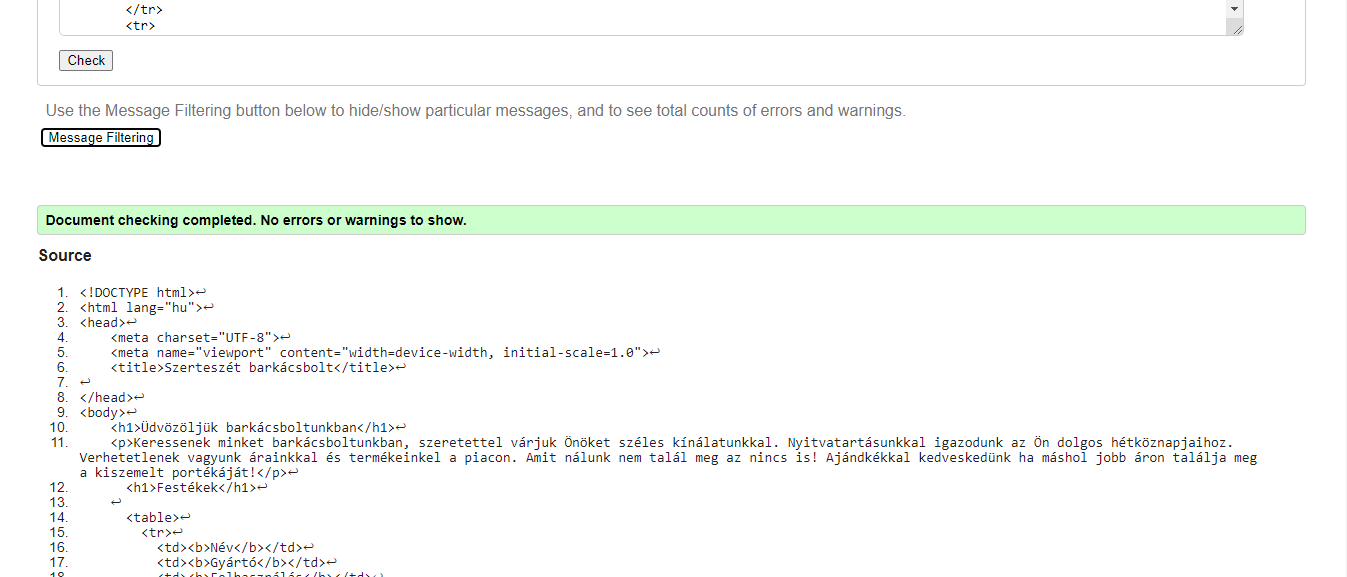 </tr>
<tr>
Check
Use the Message Filtering button below to hide/show particular messages, and to see total counts of errors and warnings.
Message Filtering
Document checking completed. No errors or warnings to show.
Source
1. <!DOCTYPE html>↩
2. <html lang="hu">↩
3. <head>↩
4. <meta charset="UTF-8">↩
5. <meta name="viewport" content="width=device-width, initial-scale=1.0">↩
6. <title>Szerteszét barkácsbolt</title>↩
7. ↩
8. </head>↩
9. <body>↩
10. <h1>Üdvözöljük barkácsboltunkban</h1>↩
11. <p>Keressenek minket barkácsboltunkban, szeretettel várjuk Önöket széles kínálatunkkal. Nyitvatartásunkkal igazodunk az Ön dolgos hétköznapjaihoz.
Verhetetlenek vagyunk árainkkal és termékeinkel a piacon. Amit nálunk nem talál meg az nincs is! Ajándékkal kedveskedünk ha máshol jobb áron találja meg
a kiszemelt portékáját!</p>↩
12. <h1>Festékek</h1>↩
13. ↩
14. <table>↩
15. <tr>↩
16. <td><b>Név</b></td>↩
17. <td><b>Gyártó</b></td>↩
18. <td><b>Felhasználás</b></td>↩